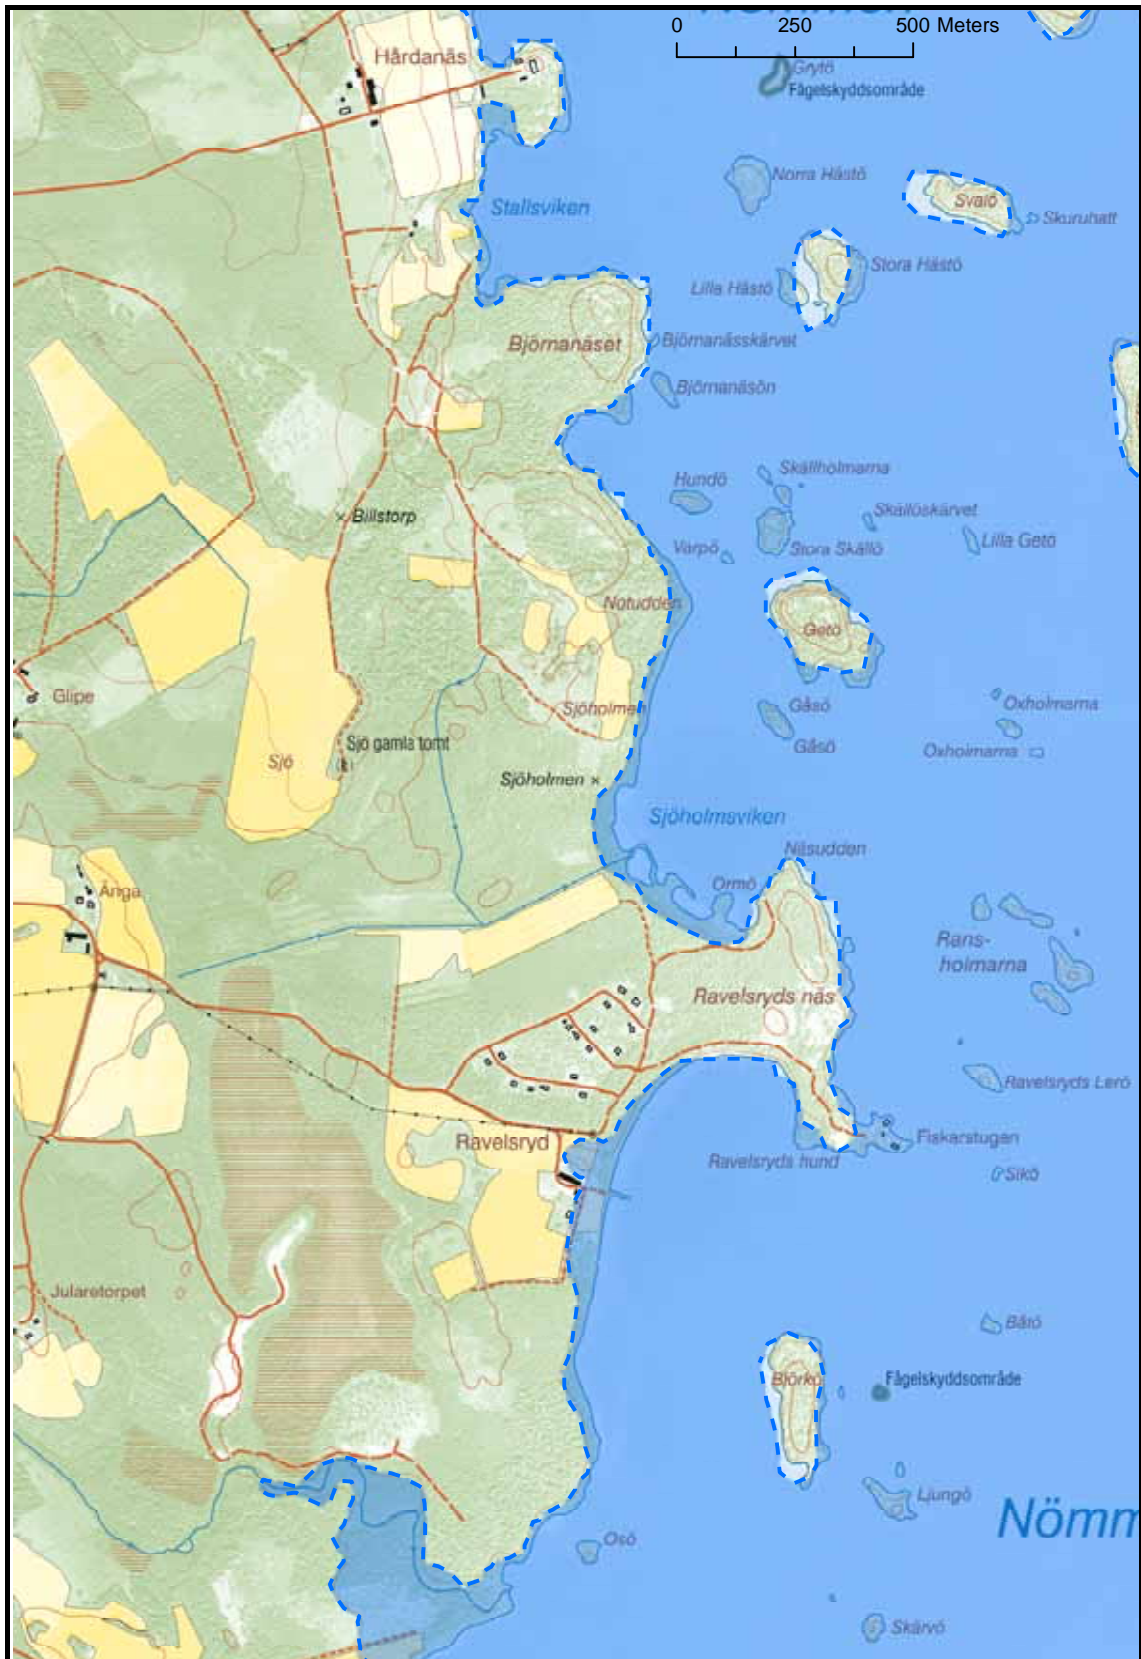 0 250 500 Meters
Hårdanäs
Grytö
Fågelskyddsområde
Norra Hästö
Svalö
Skuruhatt
Stallsviken
Stora Hästö
Lilla Hästö
Björnanäset
Björnanässkärvet
Björnanäsön
Skällholmarna
Hundö
Skällöskärvet
Billstorp
Lilla Getö
Varpö
Stora Skällö
Notudden
Getö
Glipe
Sjöholmen
Gåsö
Oxholmarna
Sjö gamla tomt
Gåsö
Oxholmarna
Sjö
Sjöholmen
Sjöholmsviken
Nilsudden
Änga
Ormö
Rans-
holmarna
Ravelsryds näs
Ravelsryds Lerö
Ravelsryd
Fiskarstugan
Ravelsryds hund
Sikö
Jularetorpet
Båtö
Björkö
Fågelskyddsområde
Ljungö
Nömm
Osö
Skärvö